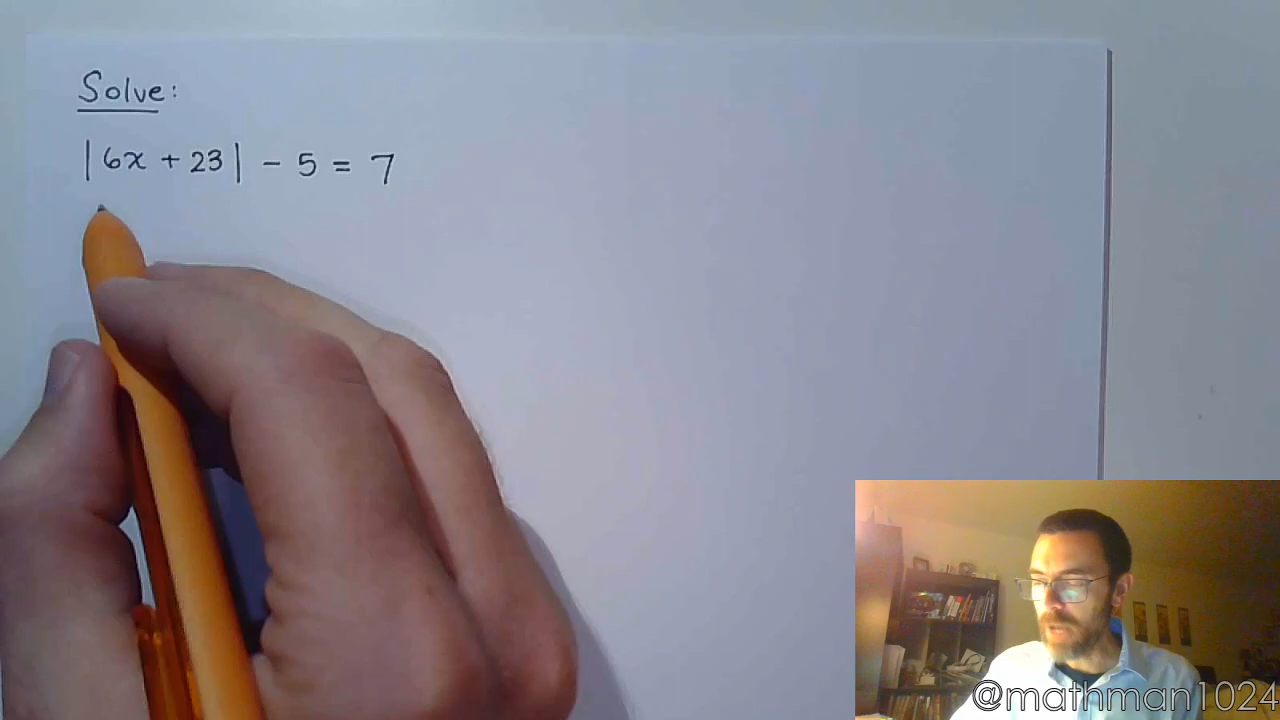 Solve:
|6x + 23| - 5 = 7
@mathman1024